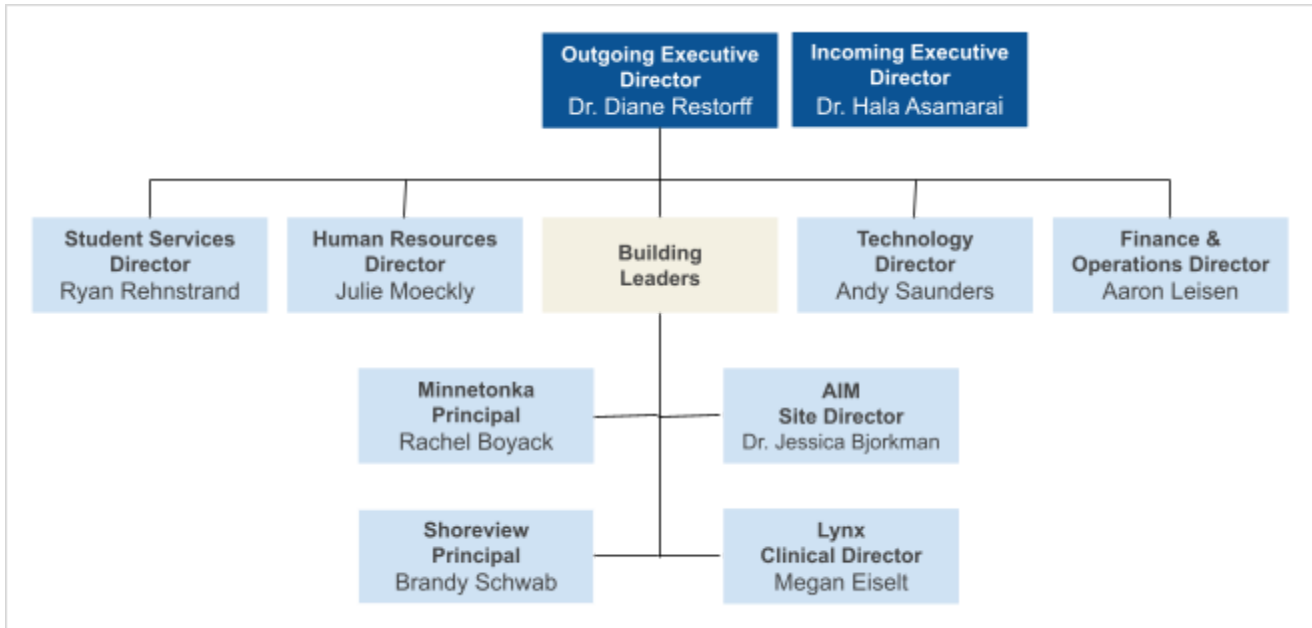 Outgoing Executive
Director
Dr. Diane Restorff
Incoming Executive
Director
Dr. Hala Asamarai
Student Services
Director
Ryan Rehnstrand
Human Resources
Director
Julie Moeckly
Building
Leaders
Technology
Director
Andy Saunders
Finance &
Operations Director
Aaron Leisen
Minnetonka
Principal
Rachel Boyack
AIM
Site Director
Dr. Jessica Bjorkman
Shoreview
Principal
Brandy Schwab
Lynx
Clinical Director
Megan Eiselt